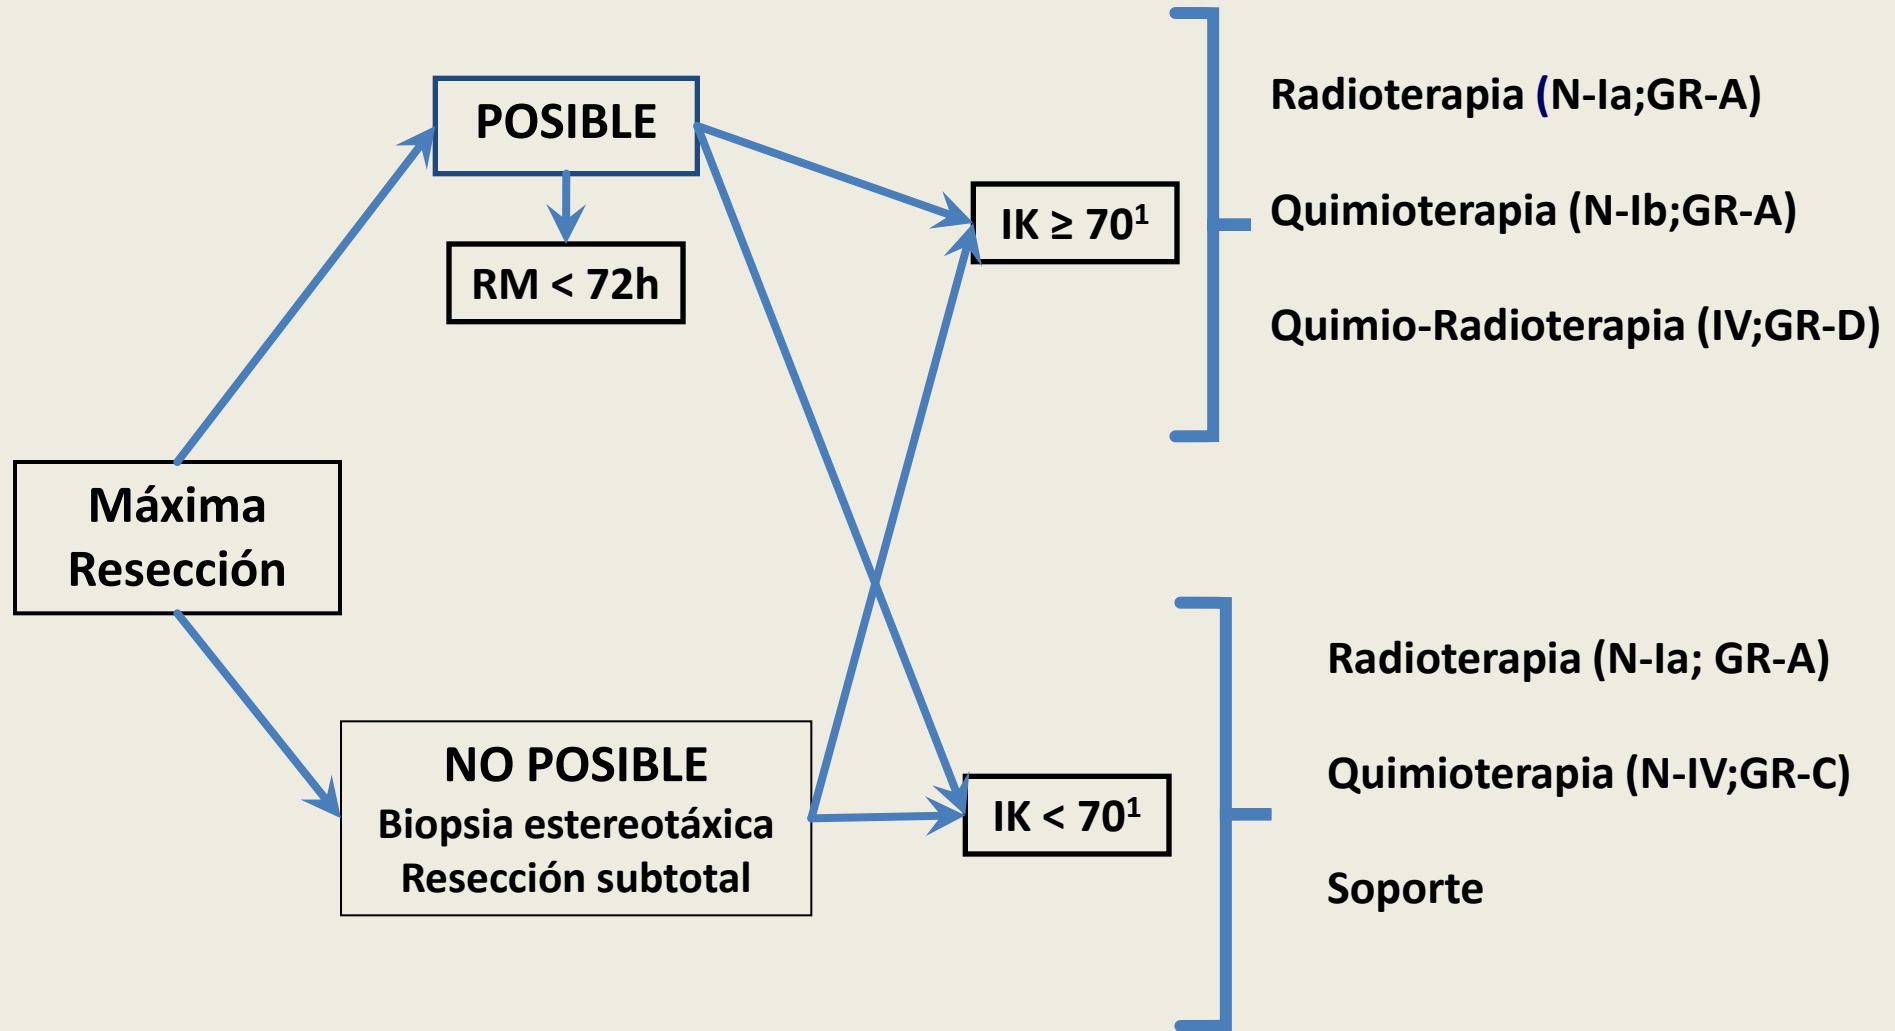 POSIBLE
RM < 72h
Máxima
Resección
NO POSIBLE
Biopsia estereotáxica
Resección subtotal
IK ≥ 70¹
IK < 70¹
Radioterapia (N-Ia;GR-A)
Quimioterapia (N-Ib;GR-A)
Quimio-Radioterapia (IV;GR-D)
Radioterapia (N-Ia; GR-A)
Quimioterapia (N-IV;GR-C)
Soporte